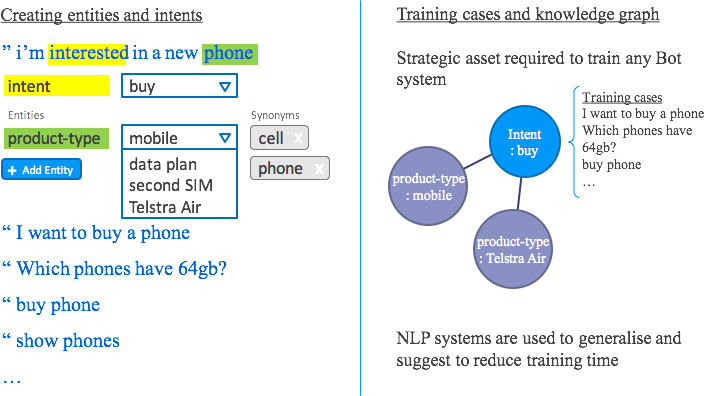 Creating entities and intents
” i’m interested in a new phone
intent
buy
Entities
Synonyms
product-type
mobile
cell x
+ Add Entity
data plan
second SIM
Telstra Air
phone x
“ I want to buy a phone
“ Which phones have 64gb?
“ buy phone
“ show phones
…
Training cases and knowledge graph
Strategic asset required to train any Bot
system
Intent
: buy
product-type
: mobile
product-type
: Telstra Air
Training cases
I want to buy a phone
Which phones have
64gb?
buy phone
…
NLP systems are used to generalise and
suggest to reduce training time